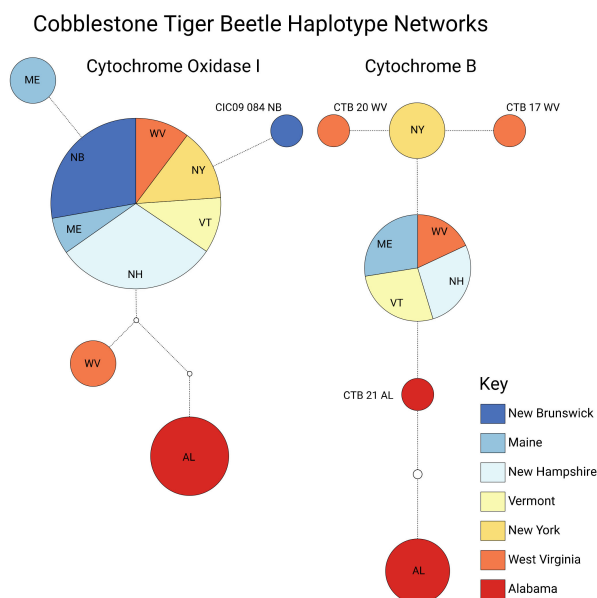 Cobblestone Tiger Beetle Haplotype Networks
Cytochrome Oxidase I
Cytochrome B
ME
CIC09 084 NB
CTB 20 WV
CTB 17 WV
NY
NB
WV
NY
VT
ME
NH
ME
WV
NH
VT
WV
CTB 21 AL
AL
AL
Key
New Brunswick
Maine
New Hampshire
Vermont
New York
West Virginia
Alabama